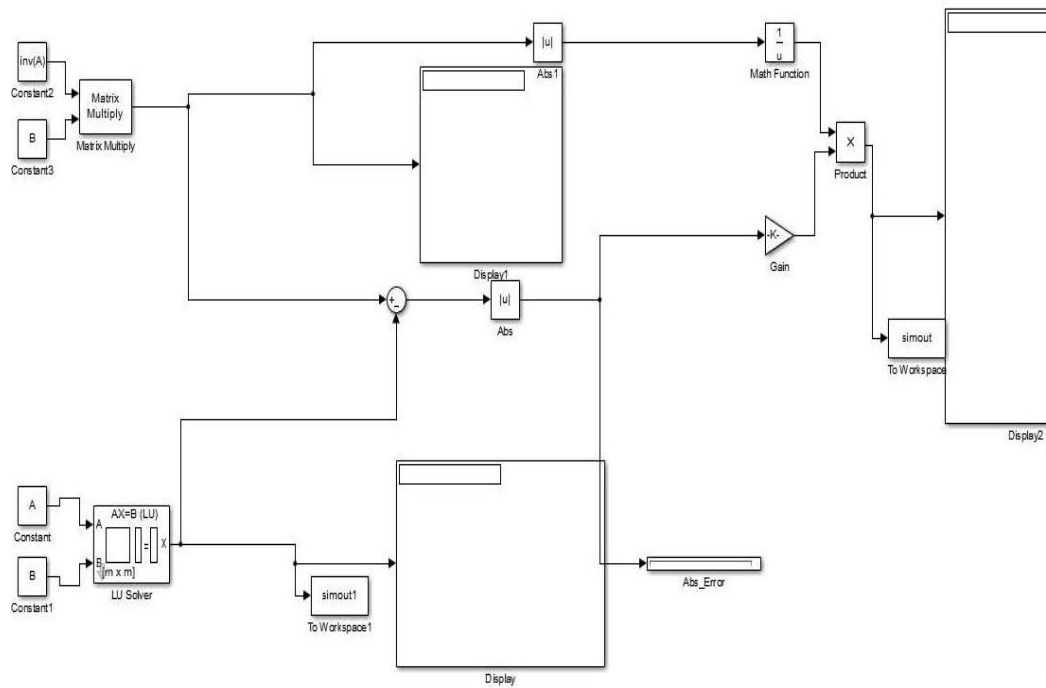 inv(A)
Constant2
B
Constant3
Matrix
Multiply
Matrix Multiply
|u|
Abs1
Display1
1
u
Math Function
X
Product
-K-
Gain
+
-
|u|
Abs
simout
To Workspace
Display2
A
Constant
B
Constant1
AX=B (LU)
A
B
=
X
[m x m]
LU Solver
simout1
To Workspace1
Display
Abs_Error